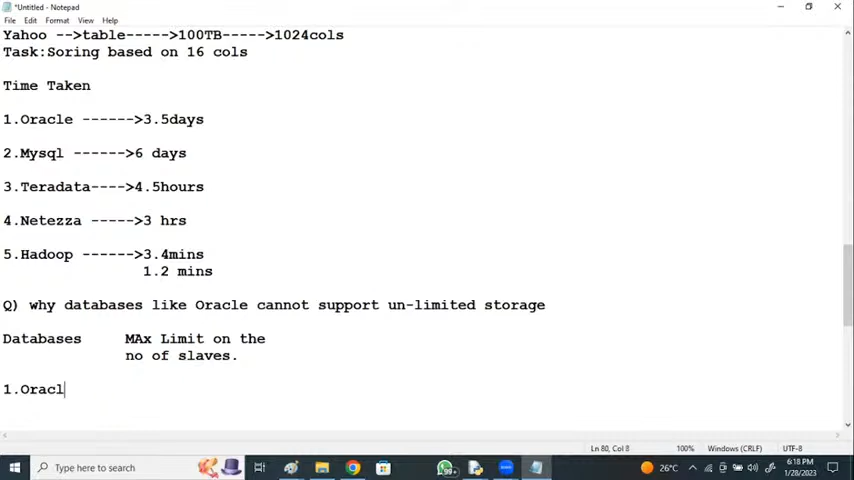 *Untitled - Notepad
File Edit Format View Help
Yahoo -->table----->100TB----->1024cols
Task:Soring based on 16 cols
Time Taken
1.Oracle ------>3.5days
2.Mysql ------>6 days
3.Teradata---->4.5hours
4.Netezza ----->3 hrs
5.Hadoop ------>3.4mins
1.2 mins
Q) why databases like Oracle cannot support un-limited storage
Databases MAx Limit on the
no of slaves.
1.Oracl
Ln 80, Col 8 100% Windows (CRLF) UTF-8
Type here to search 99+ 26°C 6:18 PM
1/28/2023